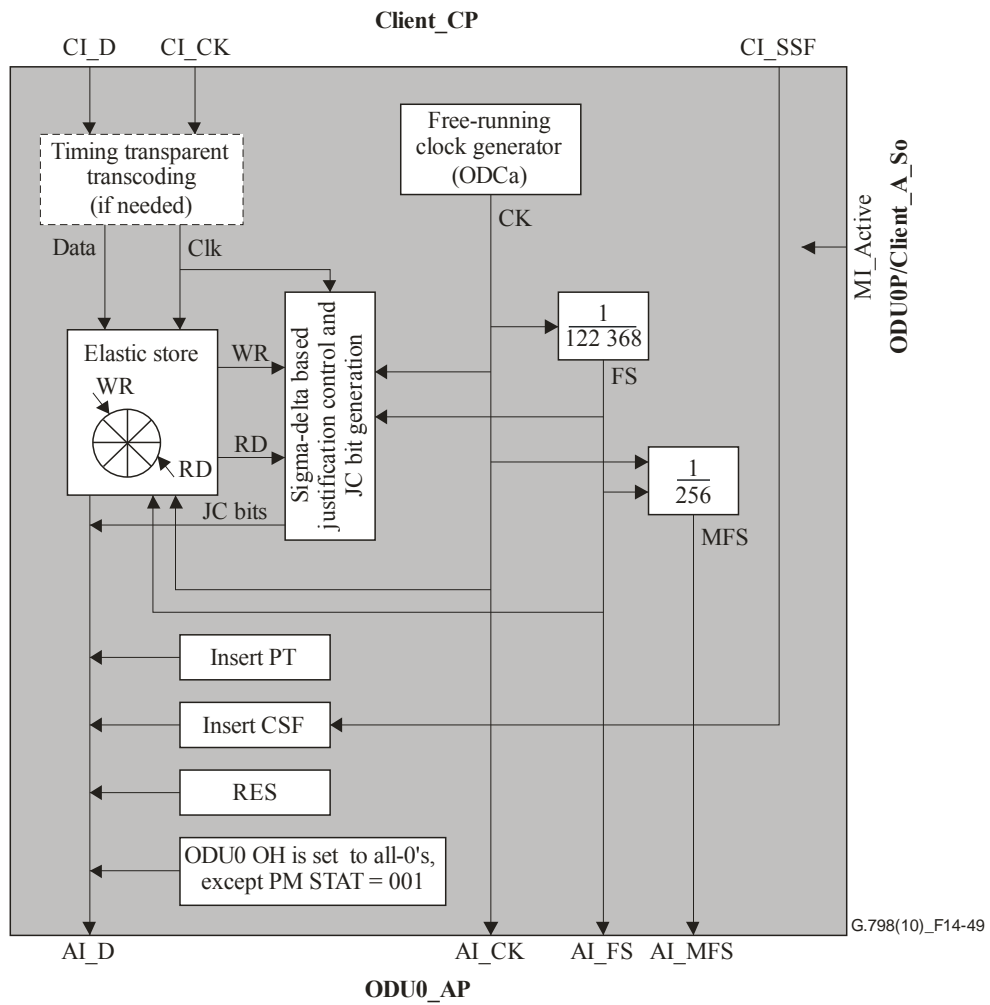 Client_CP
CI_D
CI_CK
CI_SSF
Timing transparent
transcoding
(if needed)
Free-running
clock generator
(ODCa)
CK
MI_Active
ODU0P/Client_A_So
Data
Clk
Elastic store
WR
RD
WR
RD
Sigma-delta based
justification control and
JC bit generation
1
122 368
FS
1
256
MFS
JC bits
Insert PT
Insert CSF
RES
ODU0 OH is set to all-0's,
except PM STAT = 001
G.798(10)_F14-49
AI_D
AI_CK
AI_FS
AI_MFS
ODU0_AP